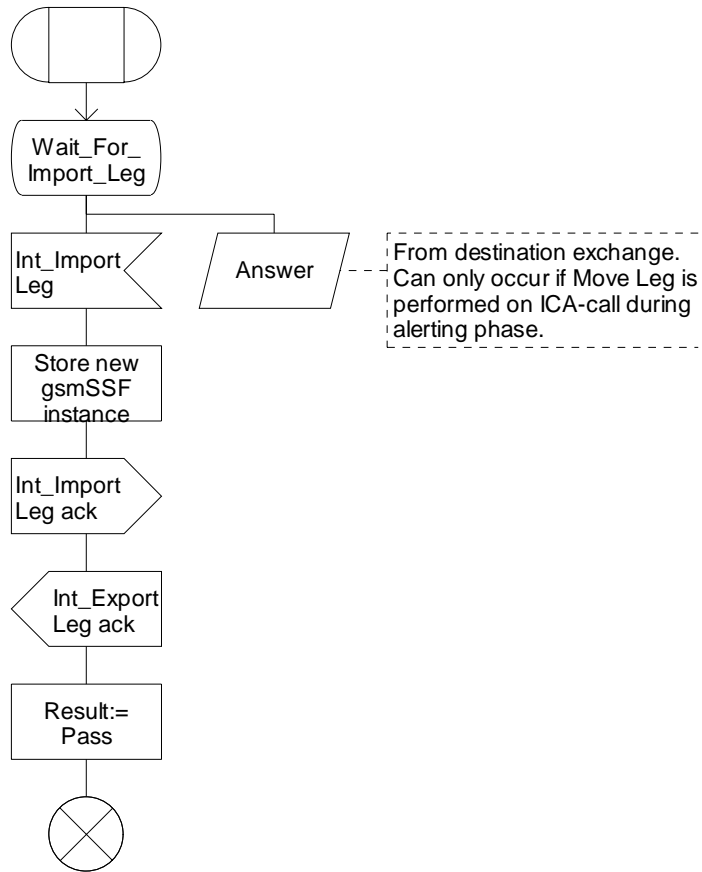 Wait_For_
Import_Leg
Int_Import
Leg
Answer
From destination exchange.
Can only occur if Move Leg is
performed on ICA-call during
alerting phase.
Store new
gsmSSF
instance
Int_Import
Leg ack
Int_Export
Leg ack
Result:=
Pass